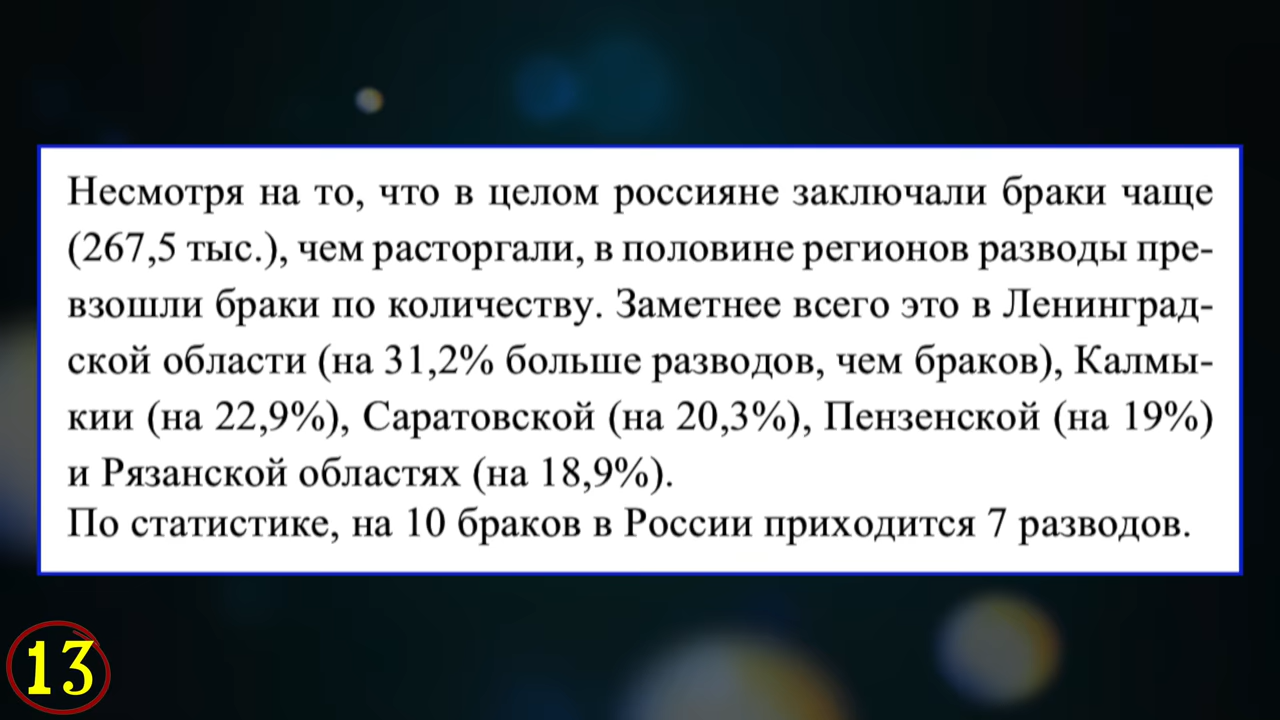 Несмотря на то, что в целом россияне заключали браки чаще
(267,5 тыс.), чем расторгали, в половине регионов разводы пре-
взошли браки по количеству. Заметнее всего это в Ленинград-
ской области (на 31,2% больше разводов, чем браков), Калмы-
кии (на 22,9%), Саратовской (на 20,3%), Пензенской (на 19%)
и Рязанской областях (на 18,9%).
По статистике, на 10 браков в России приходится 7 разводов.
13